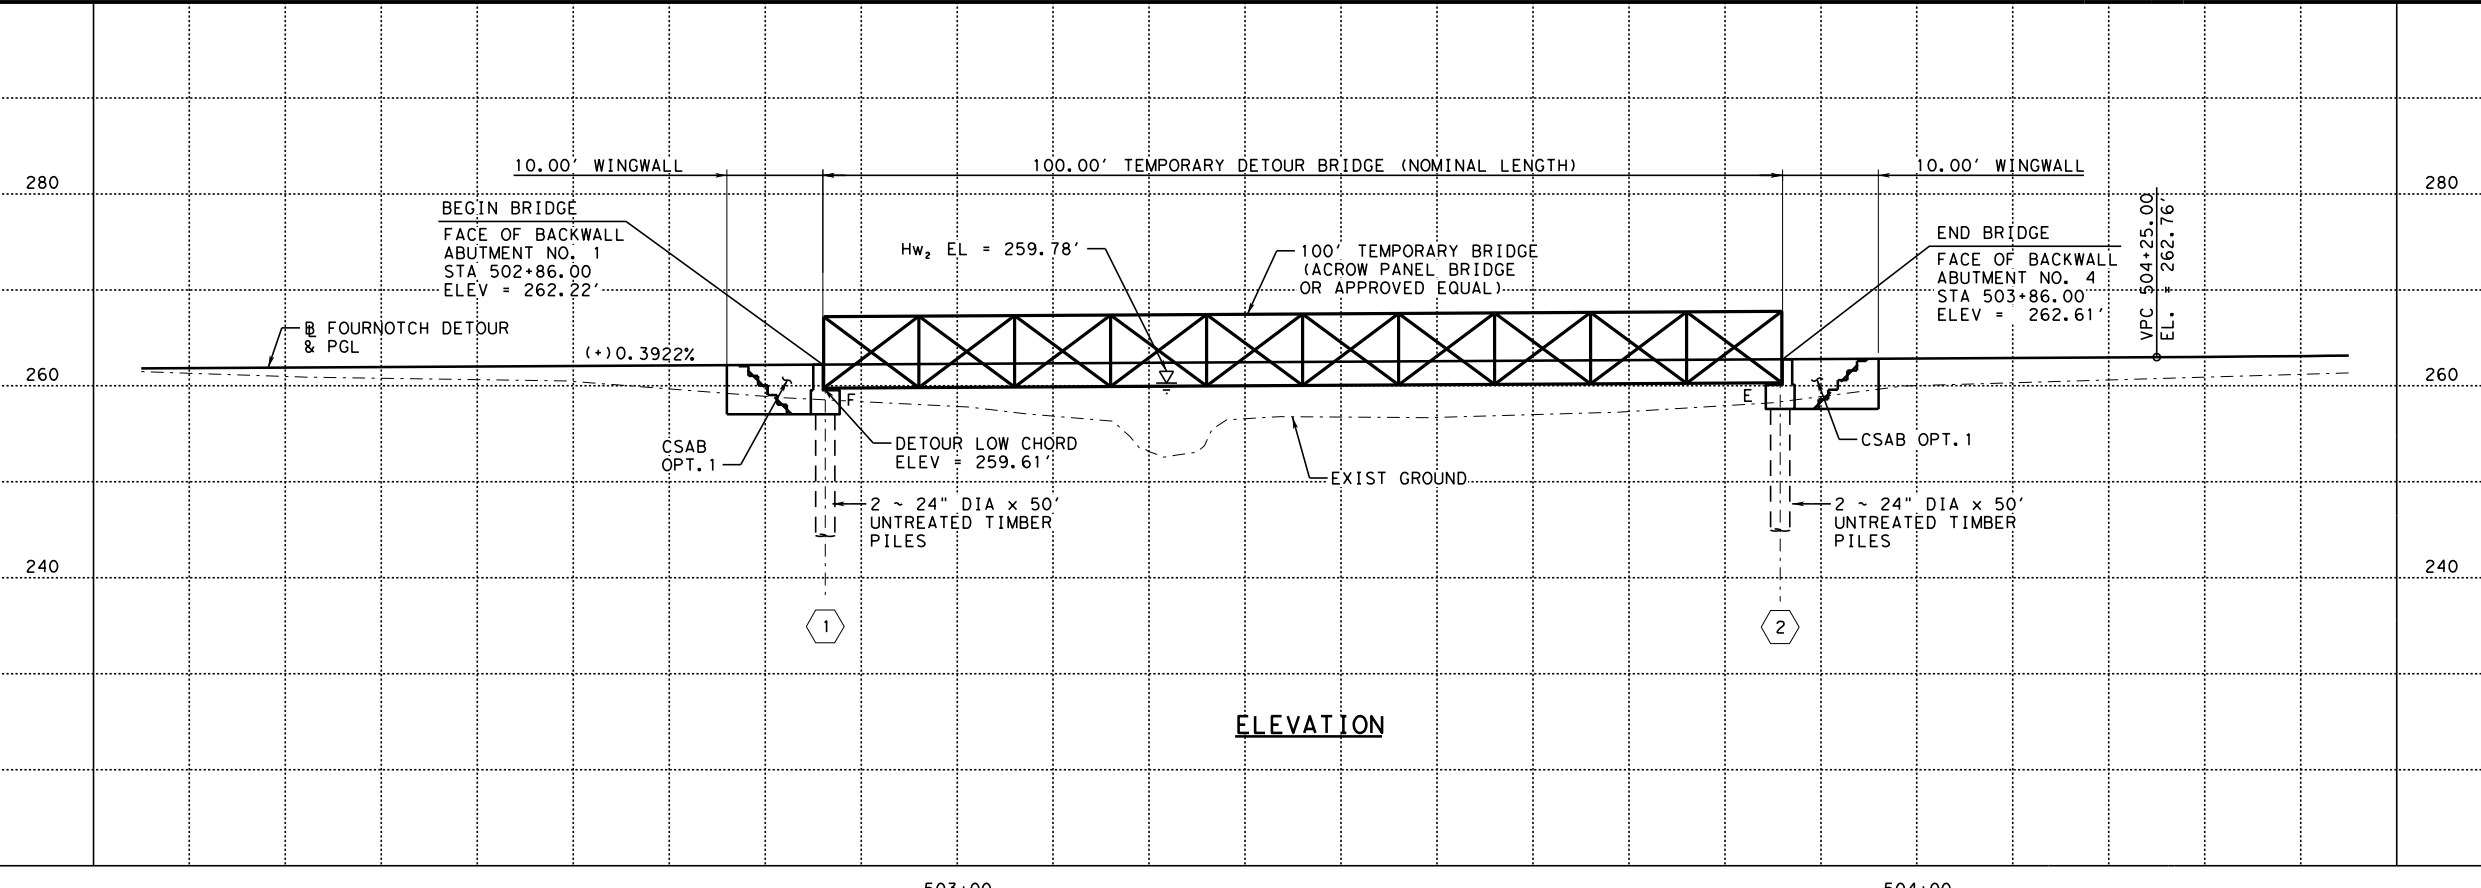 10.00' WINGWALL
100.00' TEMPORARY DETOUR BRIDGE (NOMINAL LENGTH)
10.00' WINGWALL
280
280
BEGIN BRIDGE
FACE OF BACKWALL
ABUTMENT NO. 1
STA 502+86.00
ELEV = 262.22'
Hw₂ EL = 259.78'
100' TEMPORARY BRIDGE
(ACROW PANEL BRIDGE
OR APPROVED EQUAL)
END BRIDGE
FACE OF BACKWALL
ABUTMENT NO. 4
STA 503+86.00
ELEV = 262.61'
VPC 504+25.00
EL. = 262.76'
BL FOURNOTCH DETOUR
& PGL
(+)0.3922%
260
260
F
E
CSAB
OPT.1
DETOUR LOW CHORD
ELEV = 259.61'
CSAB OPT.1
EXIST GROUND
2 ~ 24" DIA x 50'
UNTREATED TIMBER
PILES
2 ~ 24" DIA x 50'
UNTREATED TIMBER
PILES
240
240
1
2
ELEVATION
503+00
504+00